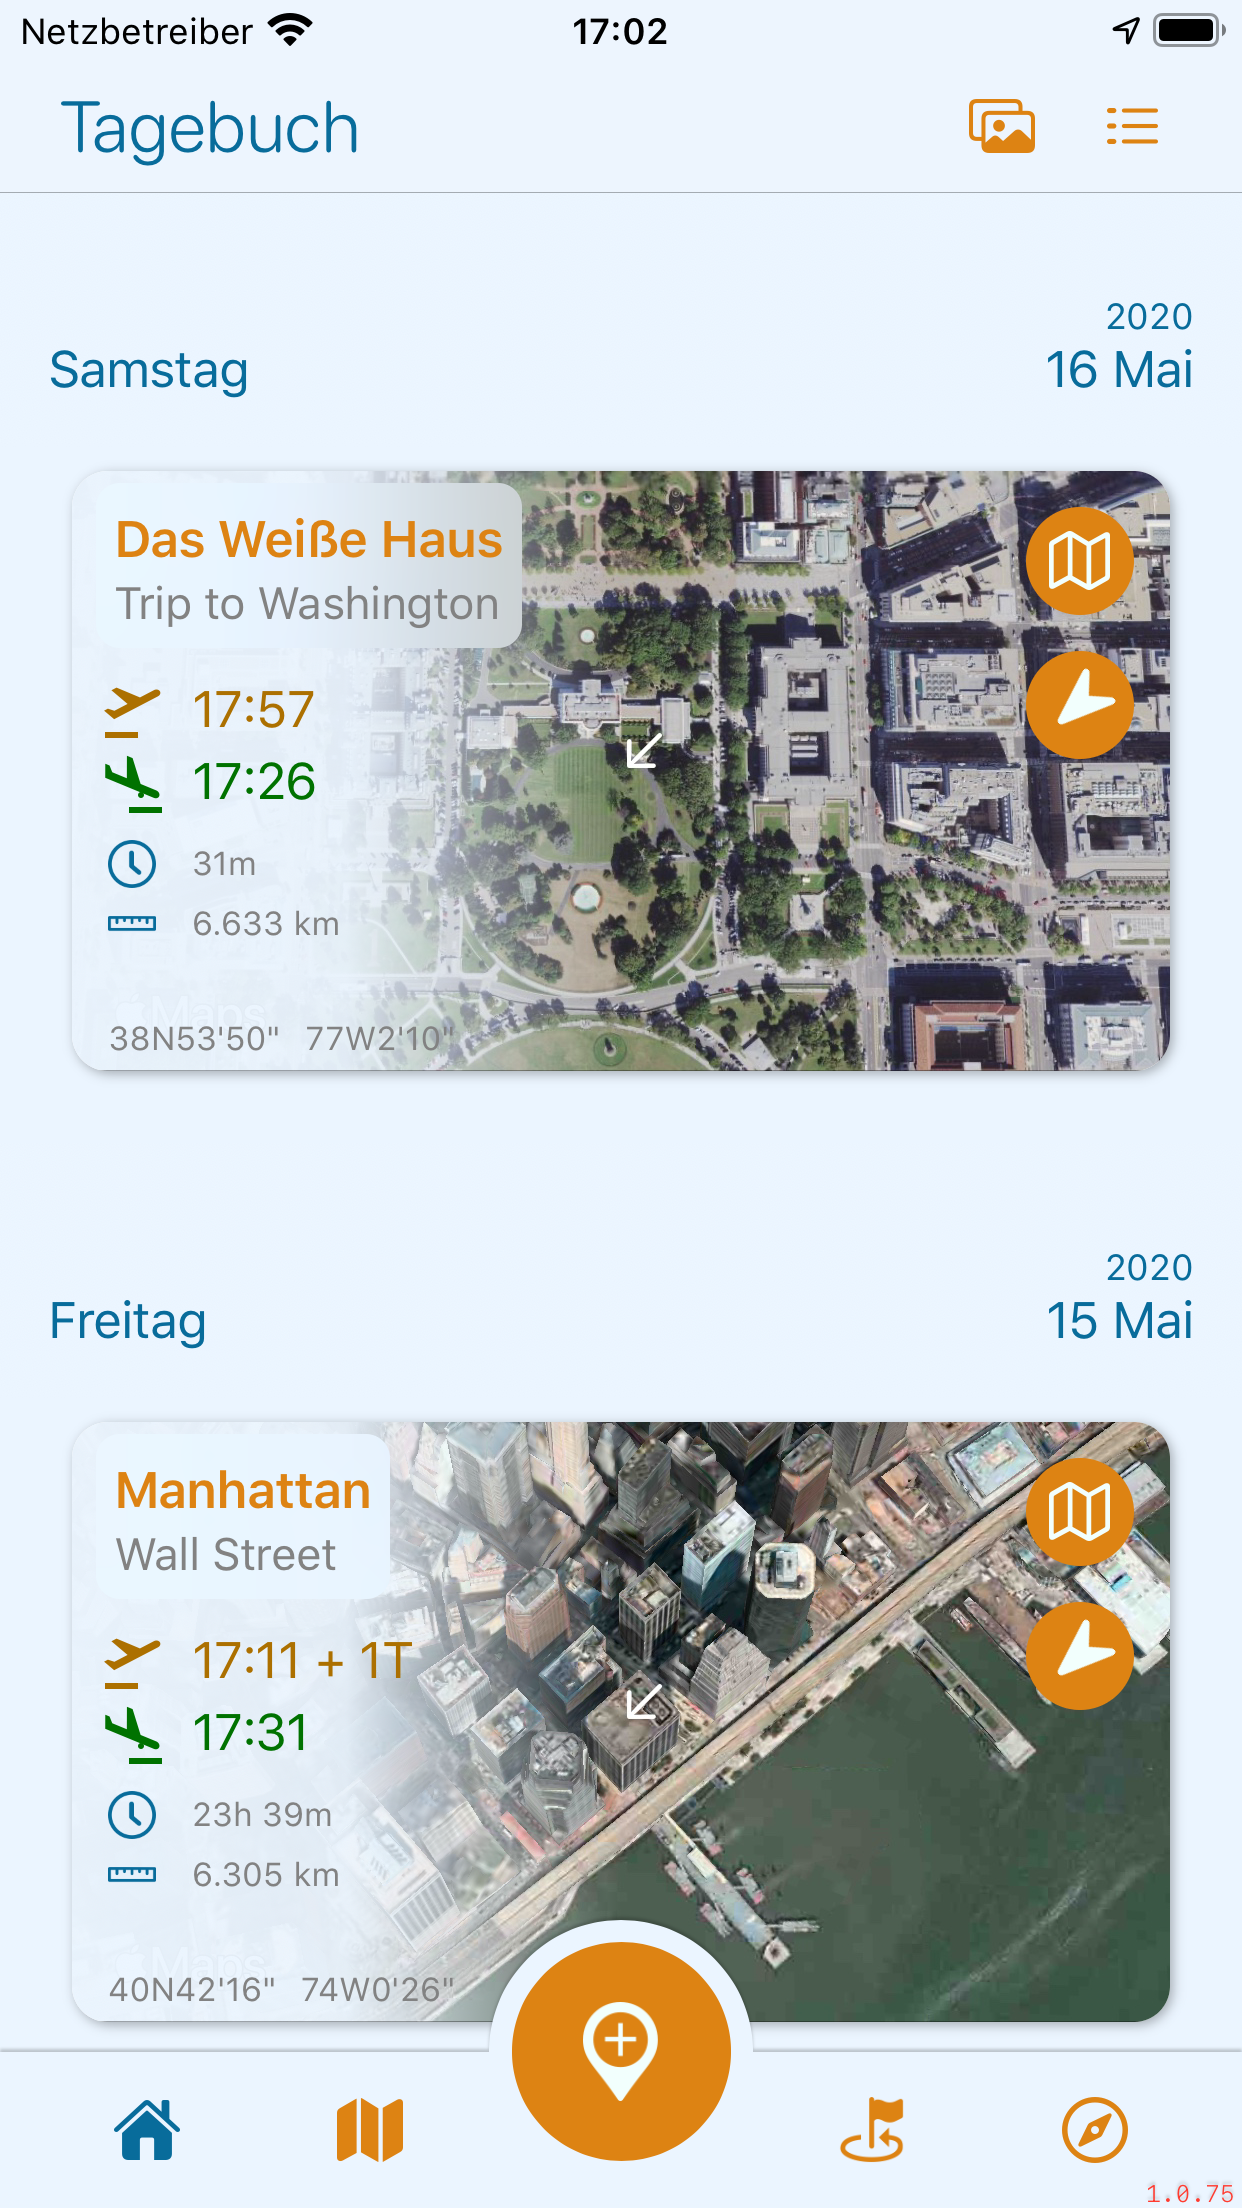 Netzbetreiber 17:02
Tagebuch
2020
Samstag 16 Mai
Das Weiße Haus
Trip to Washington
17:57
17:26
31m
6.633 km
Maps
38N53'50" 77W2'10"
2020
Freitag 15 Mai
Manhattan
Wall Street
17:11 + 1T
17:31
23h 39m
6.305 km
Maps
40N42'16" 74W0'26"
1.0.75